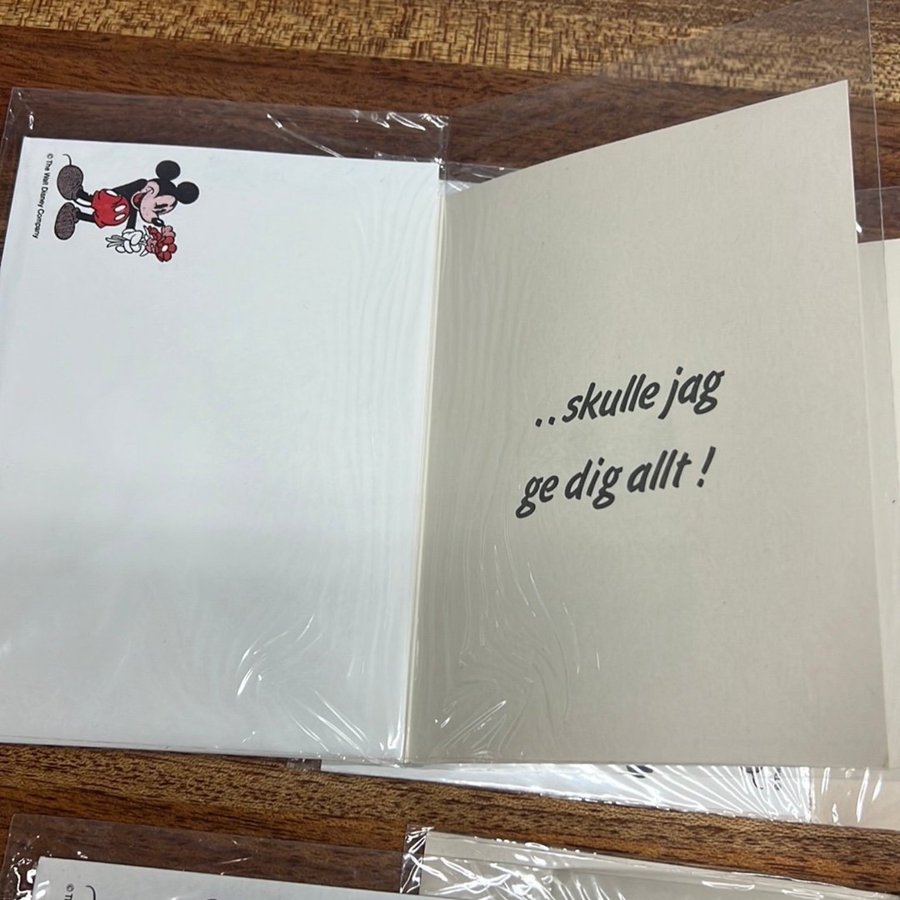 © The Walt Disney Company
..skulle jag
ge dig allt !